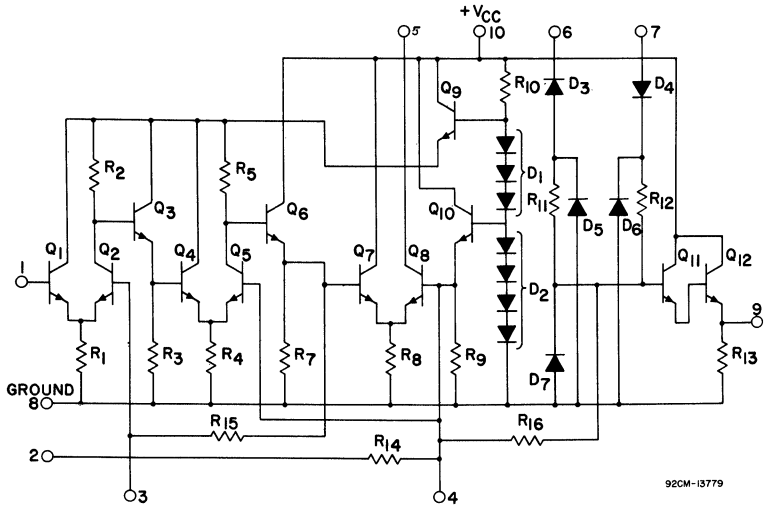 +VCC
5 10 6 7
Q9 R10 D3 D4
R2 R5 D1
Q3 Q6 Q10 R11 R12
Q1 Q2 Q4 Q5 Q7 Q8 D5 D6 Q11 Q12
1
D2
9
R1 R3 R4 R7 R8 R9 D7 R13
GROUND
8
R15 R16
2 R14
92CM-13779
3 4